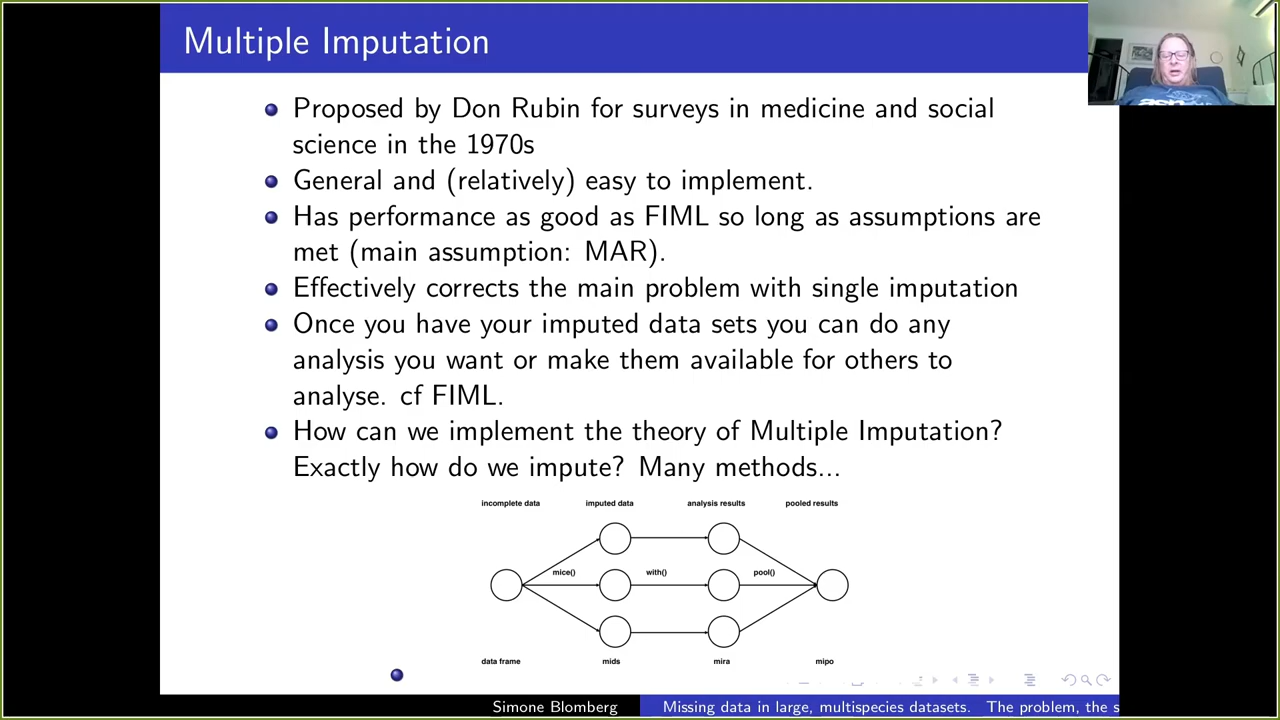 Multiple Imputation
Proposed by Don Rubin for surveys in medicine and social
science in the 1970s
General and (relatively) easy to implement.
Has performance as good as FIML so long as assumptions are
met (main assumption: MAR).
Effectively corrects the main problem with single imputation
Once you have your imputed data sets you can do any
analysis you want or make them available for others to
analyse. cf FIML.
How can we implement the theory of Multiple Imputation?
Exactly how do we impute? Many methods...
incomplete data imputed data analysis results pooled results
mice() with() pool()
data frame mids mira mipo
Simone Blomberg Missing data in large, multispecies datasets. The problem, the s